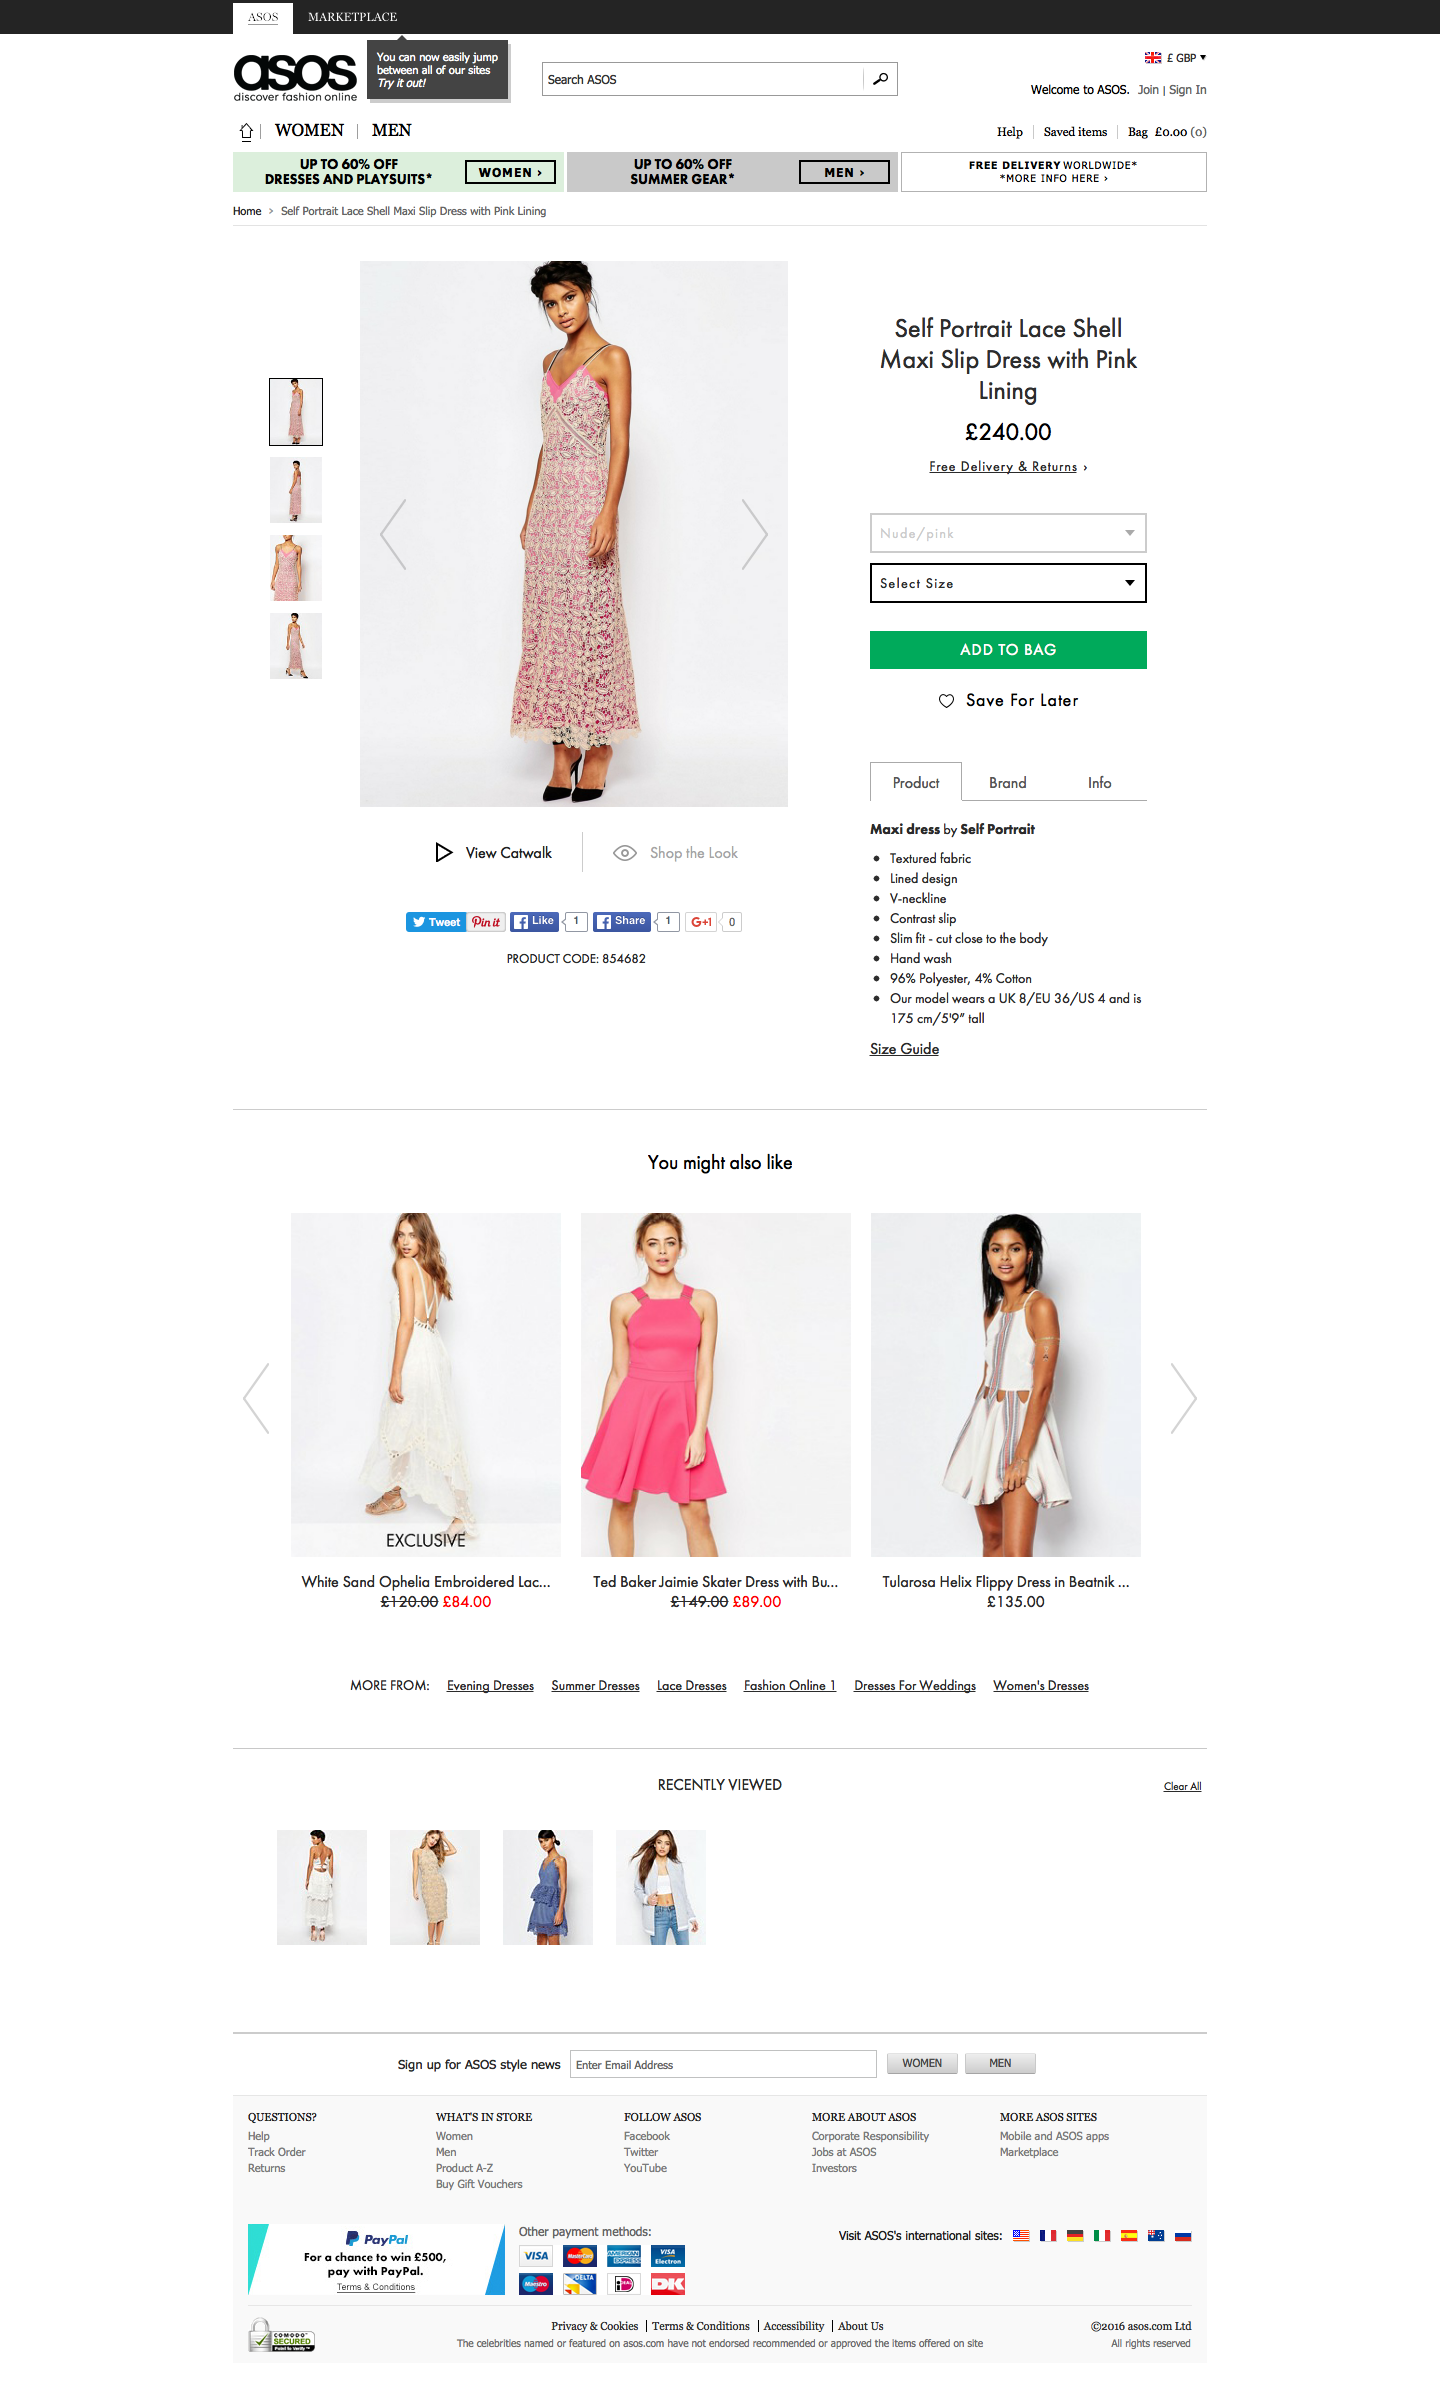 ASOS
MARKETPLACE
You can now easily jump
between all of our sites
Try it out!
asos
discover fashion online
Search ASOS
£ GBP
Welcome to ASOS. Join | Sign In
WOMEN
MEN
Help
Saved items
Bag £0.00 (0)
UP TO 60% OFF
DRESSES AND PLAYSUITS*
WOMEN ›
UP TO 60% OFF
SUMMER GEAR*
MEN ›
FREE DELIVERY WORLDWIDE*
*MORE INFO HERE ›
Home › Self Portrait Lace Shell Maxi Slip Dress with Pink Lining
Self Portrait Lace Shell
Maxi Slip Dress with Pink
Lining
£240.00
Free Delivery & Returns ›
Nude/pink
Select Size
ADD TO BAG
Save For Later
Product
Brand
Info
Maxi dress by Self Portrait
Textured fabric
Lined design
V-neckline
Contrast slip
Slim fit - cut close to the body
Hand wash
96% Polyester, 4% Cotton
Our model wears a UK 8/EU 36/US 4 and is
175 cm/5'9” tall
Size Guide
View Catwalk
Shop the Look
Tweet
Pin it
Like
1
Share
1
G+1
0
PRODUCT CODE: 854682
You might also like
EXCLUSIVE
White Sand Ophelia Embroidered Lac...
£120.00 £84.00
Ted Baker Jaimie Skater Dress with Bu...
£149.00 £89.00
Tularosa Helix Flippy Dress in Beatnik ...
£135.00
MORE FROM: Evening Dresses Summer Dresses Lace Dresses Fashion Online 1 Dresses For Weddings Women's Dresses
RECENTLY VIEWED
Clear All
Sign up for ASOS style news
Enter Email Address
WOMEN
MEN
QUESTIONS?
Help
Track Order
Returns
WHAT'S IN STORE
Women
Men
Product A-Z
Buy Gift Vouchers
FOLLOW ASOS
Facebook
Twitter
YouTube
MORE ABOUT ASOS
Corporate Responsibility
Jobs at ASOS
Investors
MORE ASOS SITES
Mobile and ASOS apps
Marketplace
PayPal
For a chance to win £500,
pay with PayPal.
Terms & Conditions
Other payment methods:
VISA
MasterCard
AMERICAN EXPRESS
VISA Electron
Maestro
DELTA
iD
DK
Visit ASOS's international sites:
COMODO
SECURED
Point to Verify
Privacy & Cookies | Terms & Conditions | Accessibility | About Us
The celebrities named or featured on asos.com have not endorsed recommended or approved the items offered on site
©2016 asos.com Ltd
All rights reserved